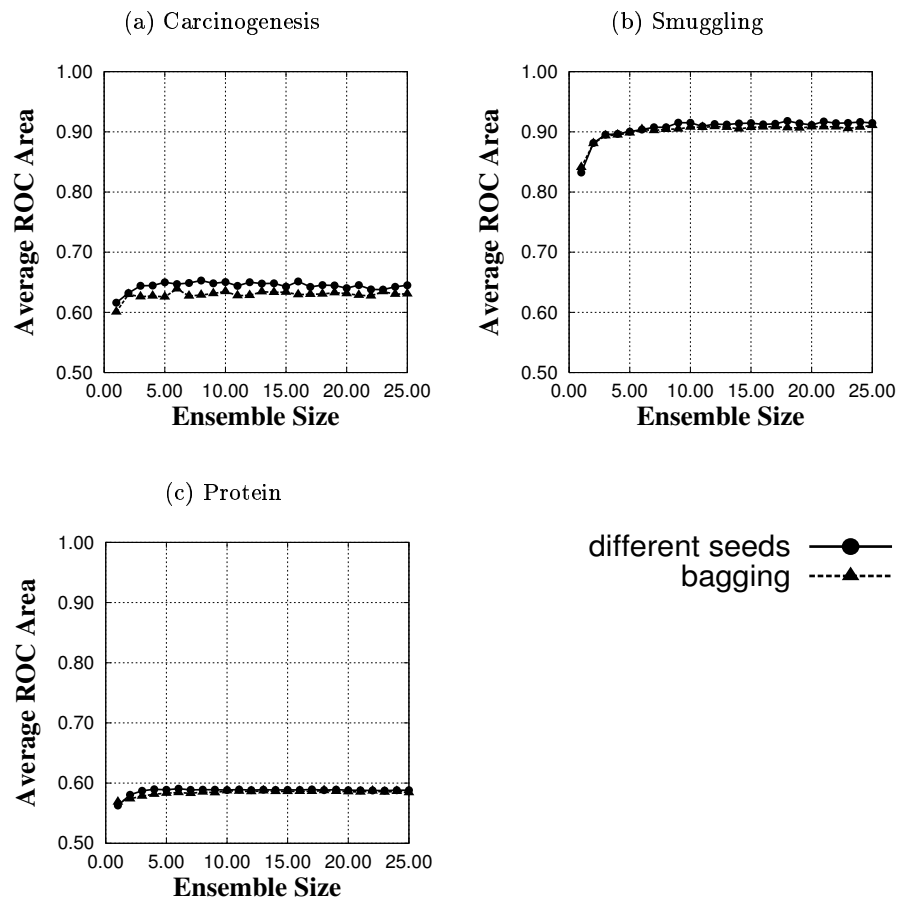 (a) Carcinogenesis
1.00
0.90
0.80
0.70
0.60
0.50
0.00 5.00 10.00 15.00 20.00 25.00
Average ROC Area
Ensemble Size
(b) Smuggling
1.00
0.90
0.80
0.70
0.60
0.50
0.00 5.00 10.00 15.00 20.00 25.00
Average ROC Area
Ensemble Size
(c) Protein
1.00
0.90
0.80
0.70
0.60
0.50
0.00 5.00 10.00 15.00 20.00 25.00
Average ROC Area
Ensemble Size
different seeds
bagging